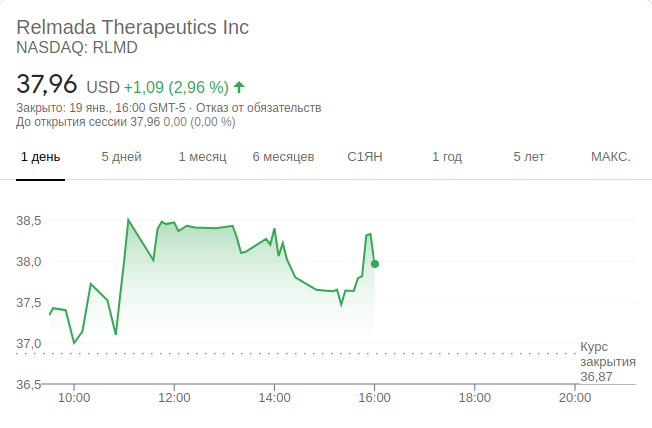 Relmada Therapeutics Inc
NASDAQ: RLMD
37,96 USD +1,09 (2,96 %)
Закрыто: 19 янв., 16:00 GMT-5 · Отказ от обязательств
До открытия сессии 37,96 0,00 (0,00 %)
1 день 5 дней 1 месяц 6 месяцев С1ЯН 1 год 5 лет МАКС.
38,5
38,0
37,5
37,0
Курс
закрытия
36,87
36,5
10:00 12:00 14:00 16:00 18:00 20:00